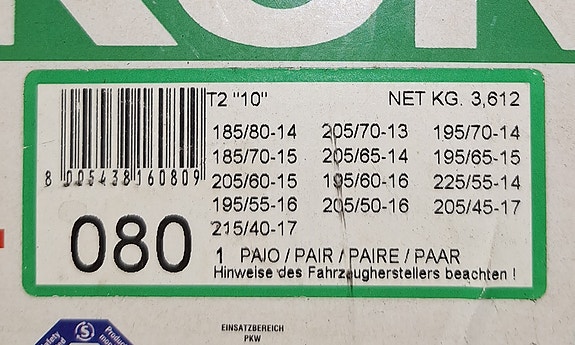 T2 "10" NET KG. 3,612
185/80-14 205/70-13 195/70-14
185/70-15 205/65-14 195/65-15
205/60-15 195/60-16 225/55-14
195/55-16 205/50-16 205/45-17
215/40-17
8 005438 160809
080
1 PAIO / PAIR / PAIRE / PAAR
Hinweise des Fahrzeugherstellers beachten !
S
EINSATZBEREICH
PKW